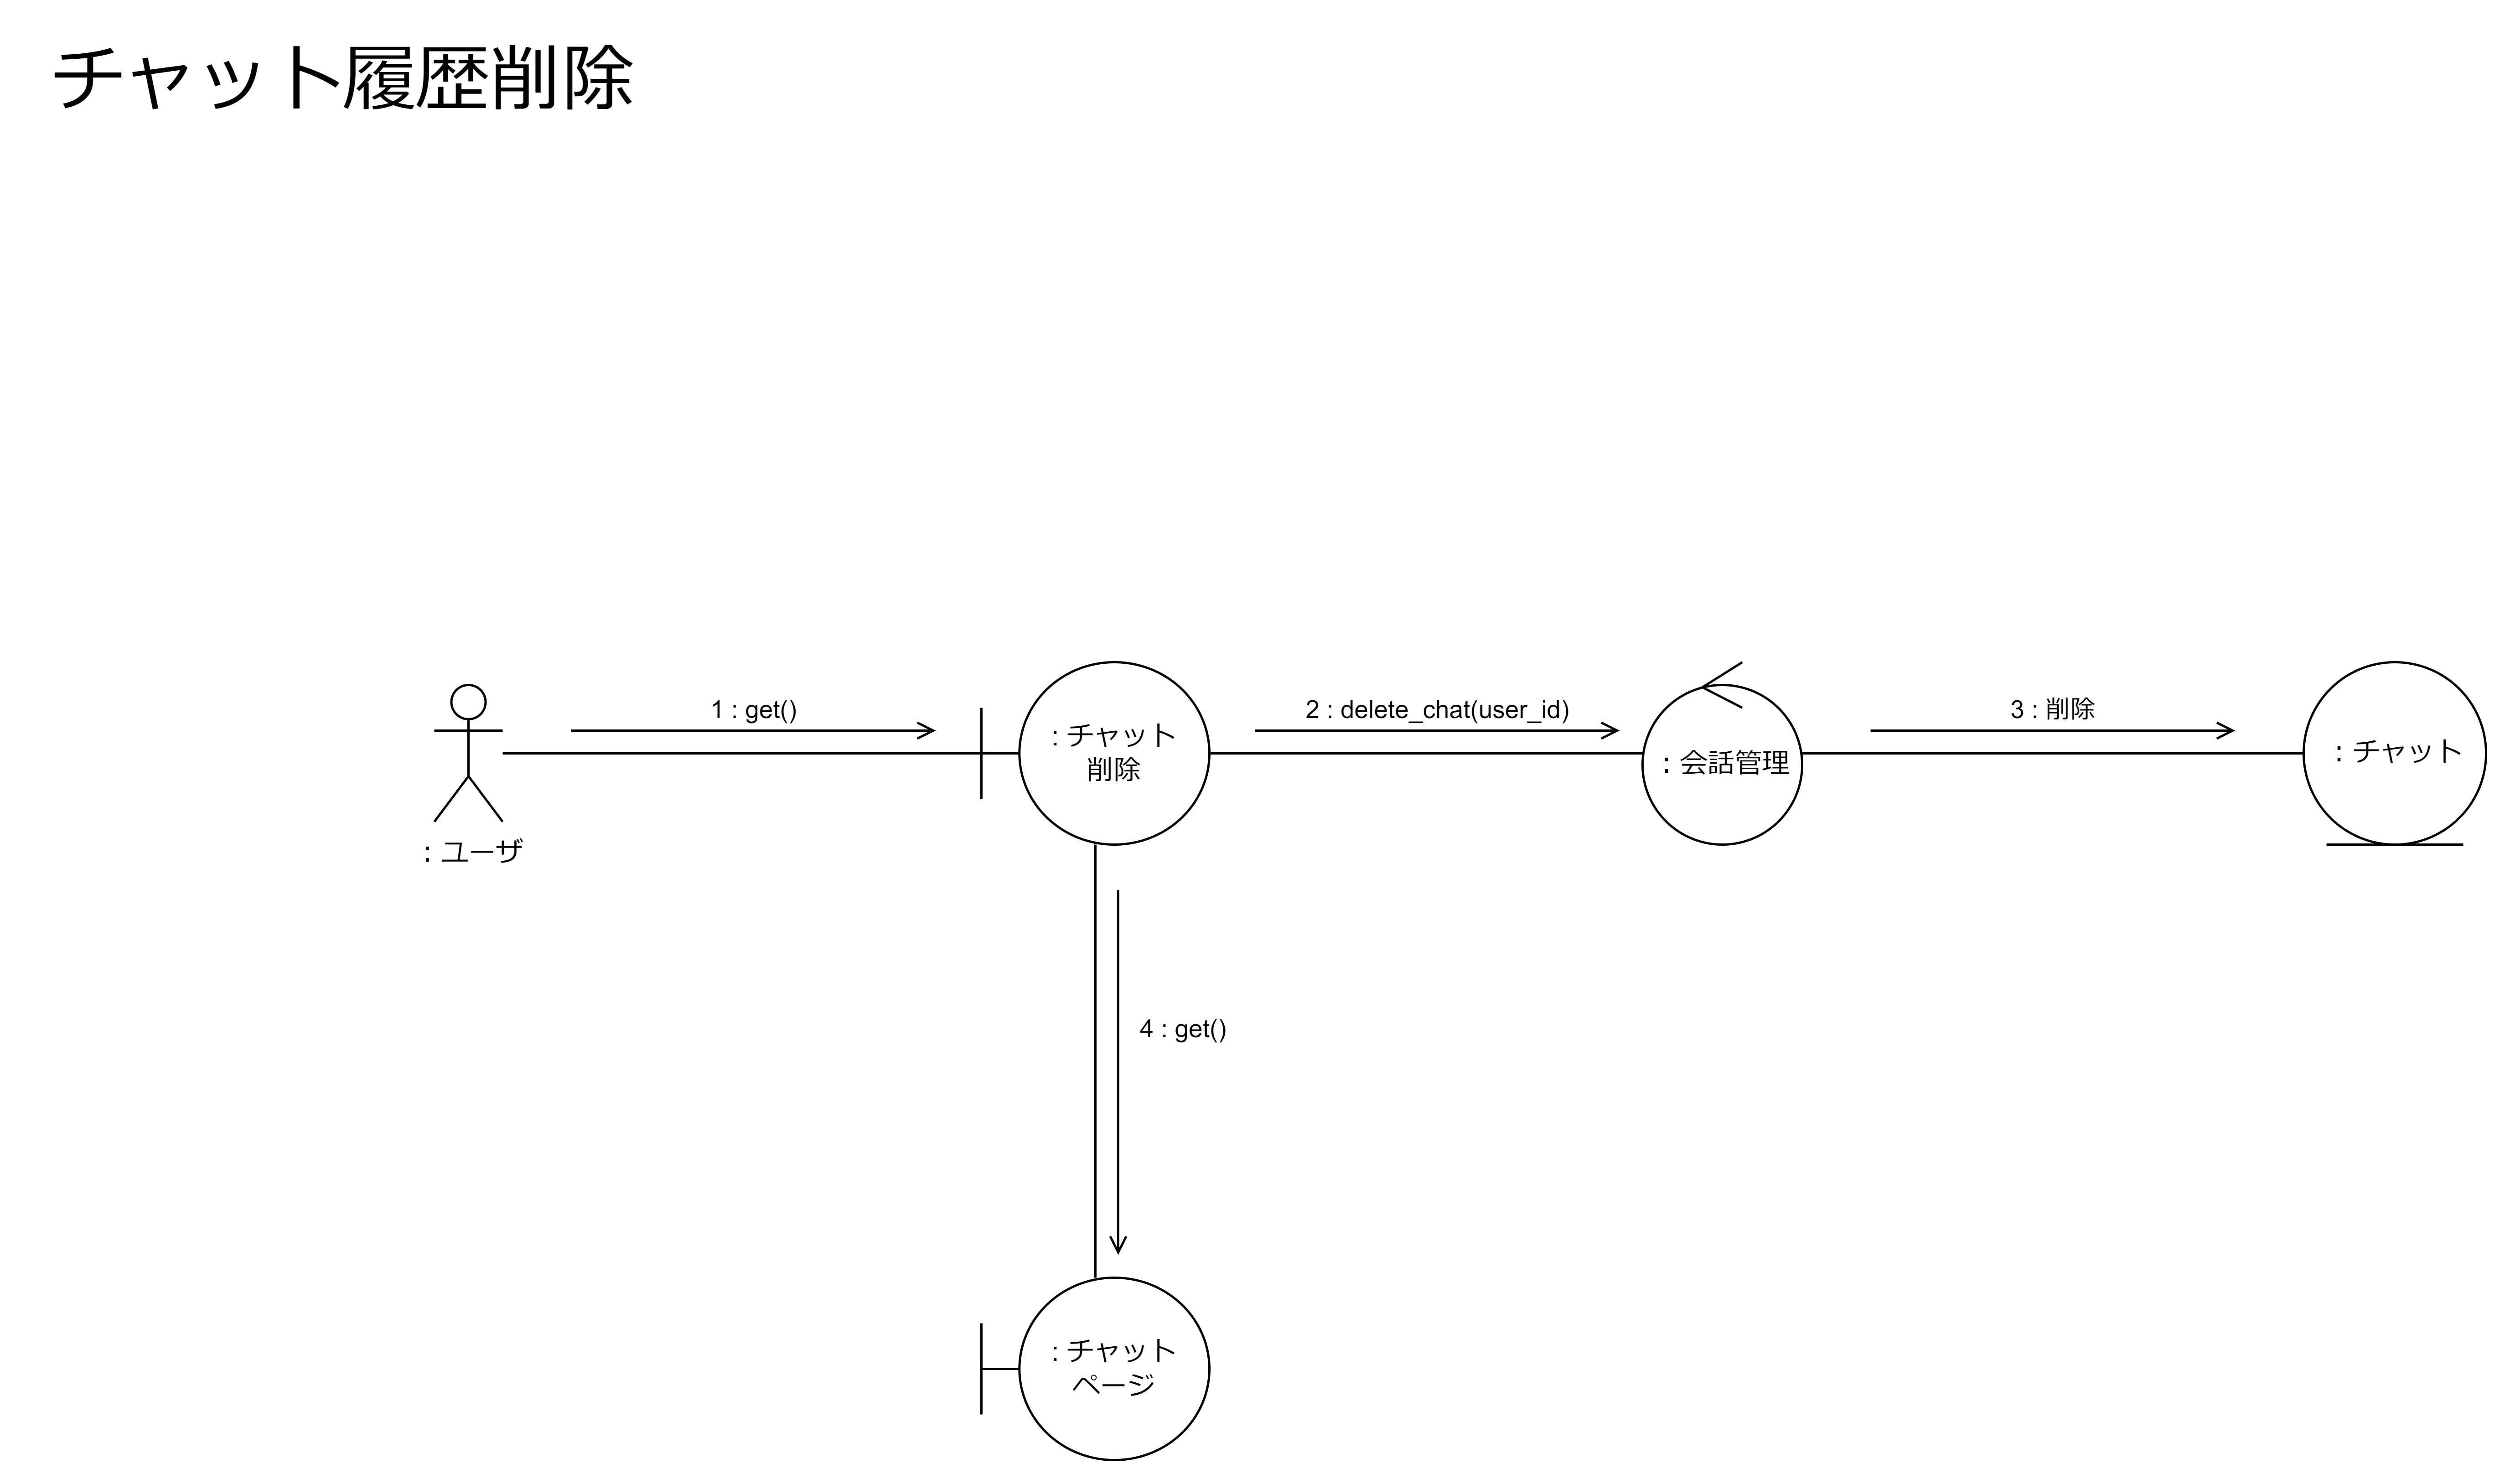 チャット履歴削除
1 : get()
2 : delete_chat(user_id)
3 : 削除
: チャット
削除
: 会話管理
: チャット
: ユーザ
4 : get()
: チャット
ページ